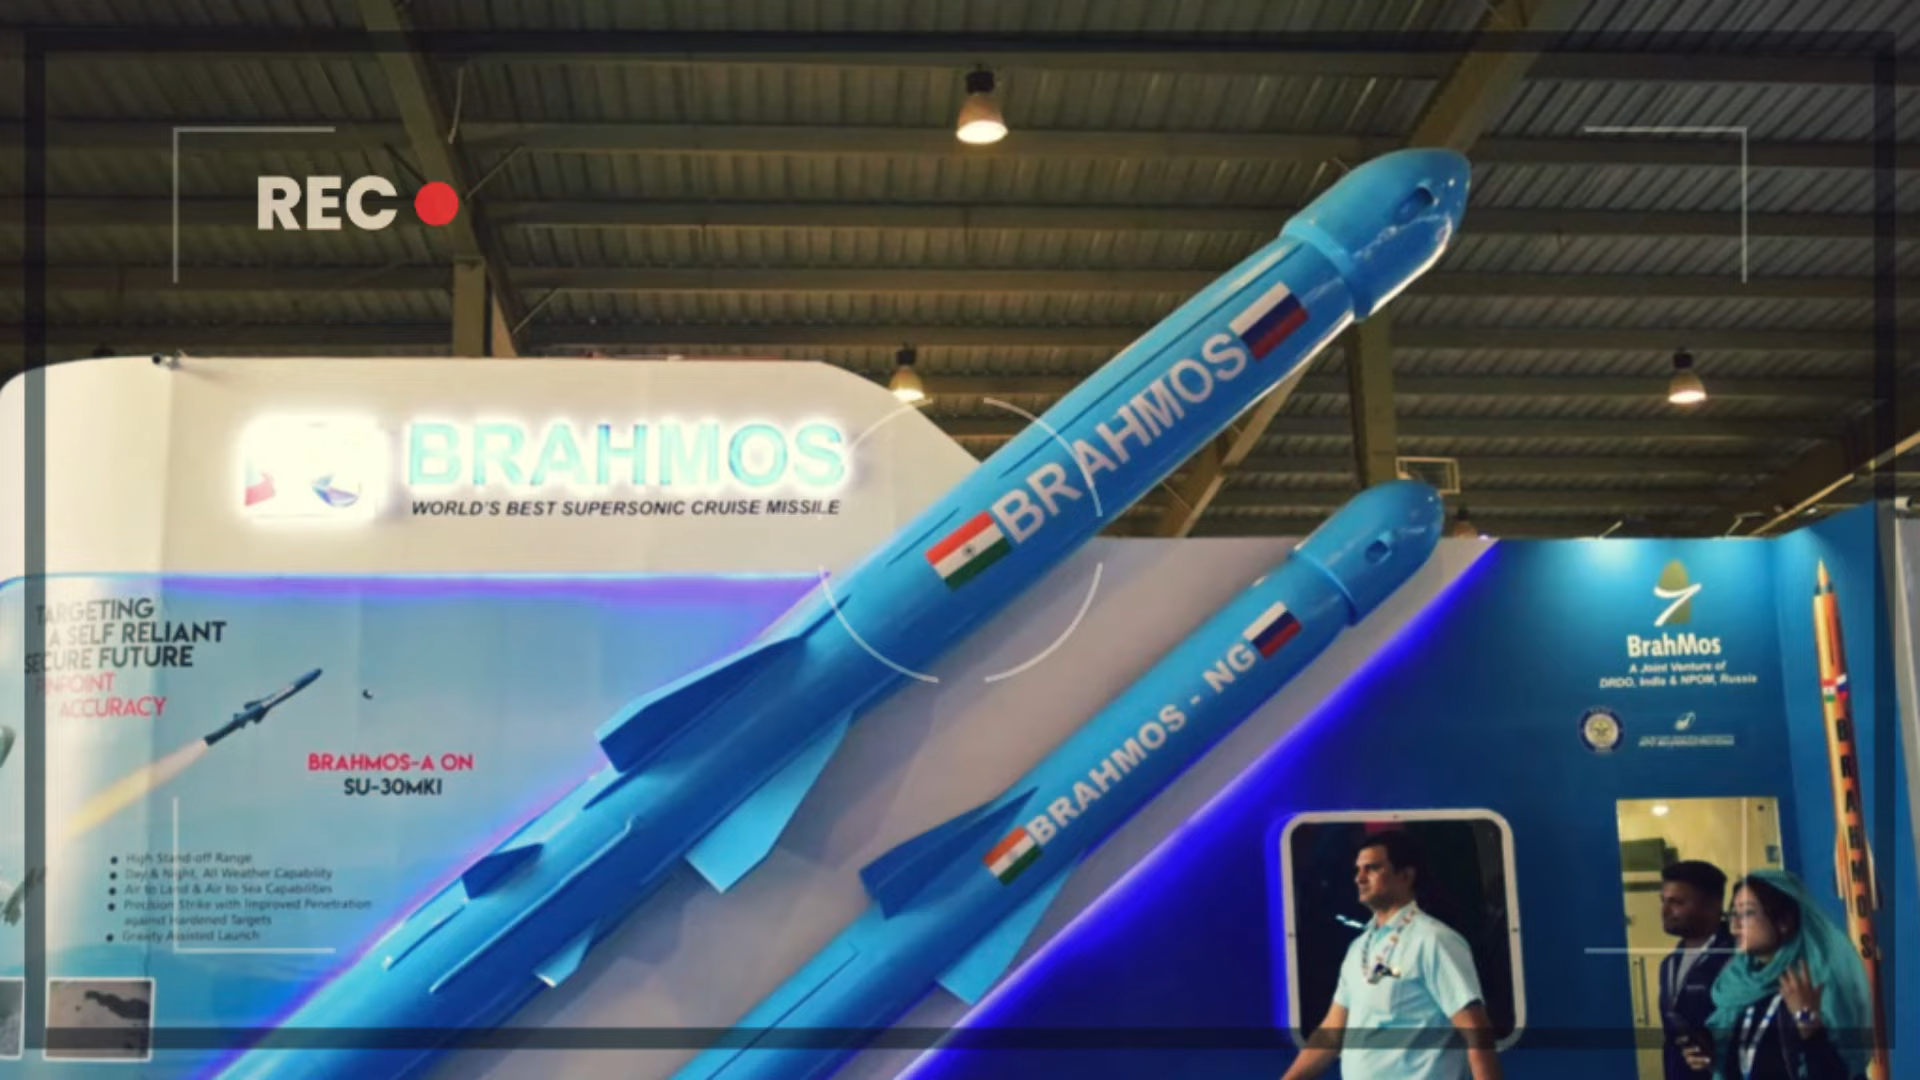 REC
BRAHMOS
WORLD'S BEST SUPERSONIC CRUISE MISSILE
BRAHMOS
BRAHMOS - NG
TARGETING
A SELF RELIANT
SECURE FUTURE
PINPOINT
ACCURACY
BRAHMOS-A ON
SU-30MKI
High Stand-off Range
Day & Night, All Weather Capability
Air to Land & Air to Sea Capabilities
Precision Strike with Improved Penetration
against Hardened Targets
Gravity Assisted Launch
BrahMos
A Joint Venture of
DRDO, India & NPOM, Russia
BRAHMOS